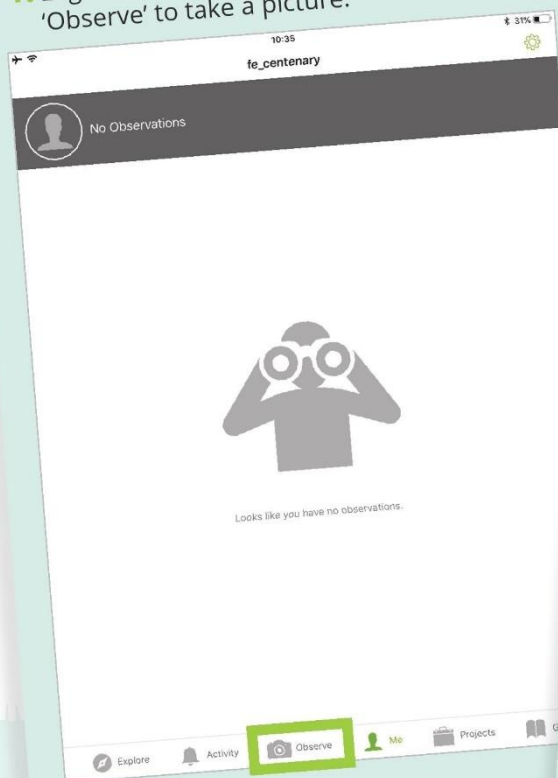 'Observe' to take a picture.
10:35
31%
fe_centenary
No Observations
Looks like you have no observations.
Explore
Activity
Observe
Me
Projects